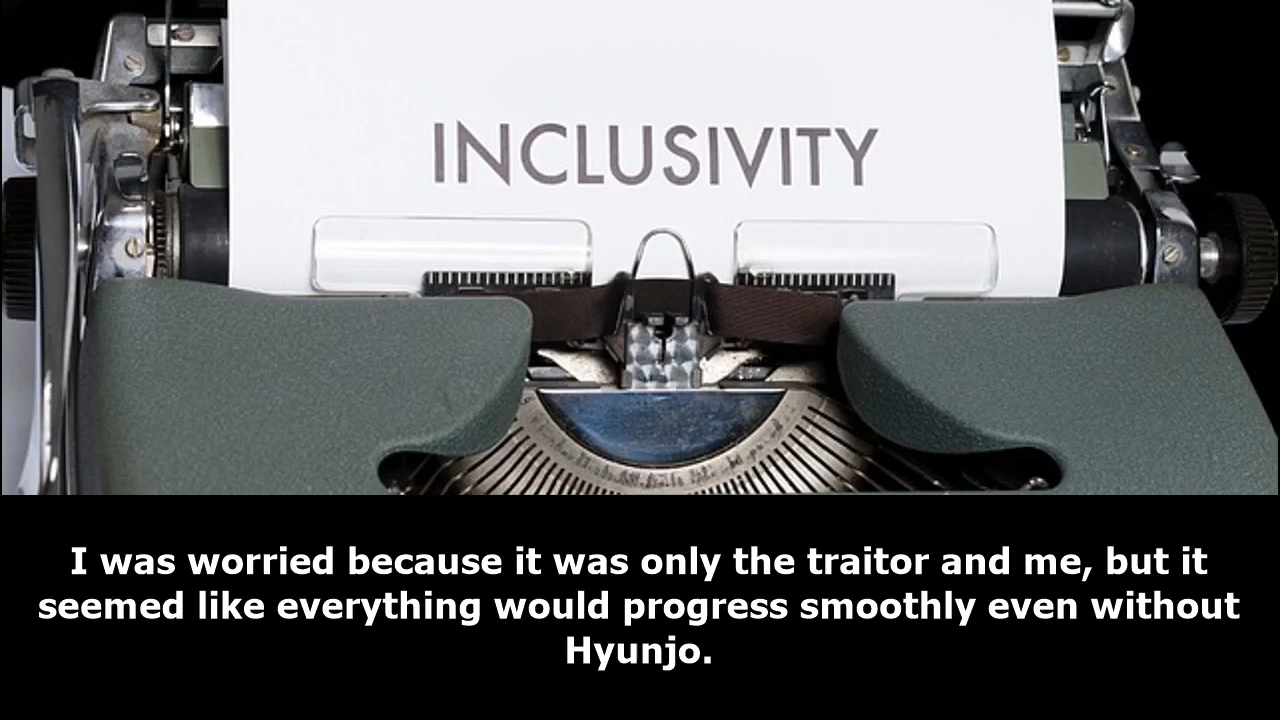 INCLUSIVITY
I was worried because it was only the traitor and me, but it
seemed like everything would progress smoothly even without
Hyunjo.